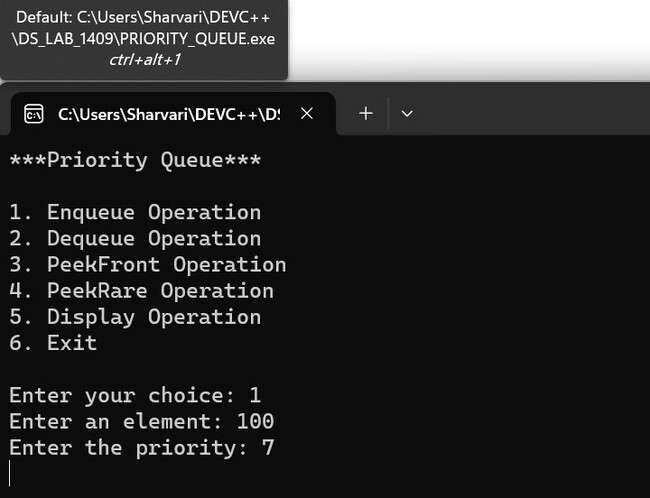 Default: C:\Users\Sharvari\DEVC++
\DS_LAB_1409\PRIORITY_QUEUE.exe
ctrl+alt+1
C:\Users\Sharvari\DEVC++\DS
***Priority Queue***
1. Enqueue Operation
2. Dequeue Operation
3. PeekFront Operation
4. PeekRare Operation
5. Display Operation
6. Exit
Enter your choice: 1
Enter an element: 100
Enter the priority: 7